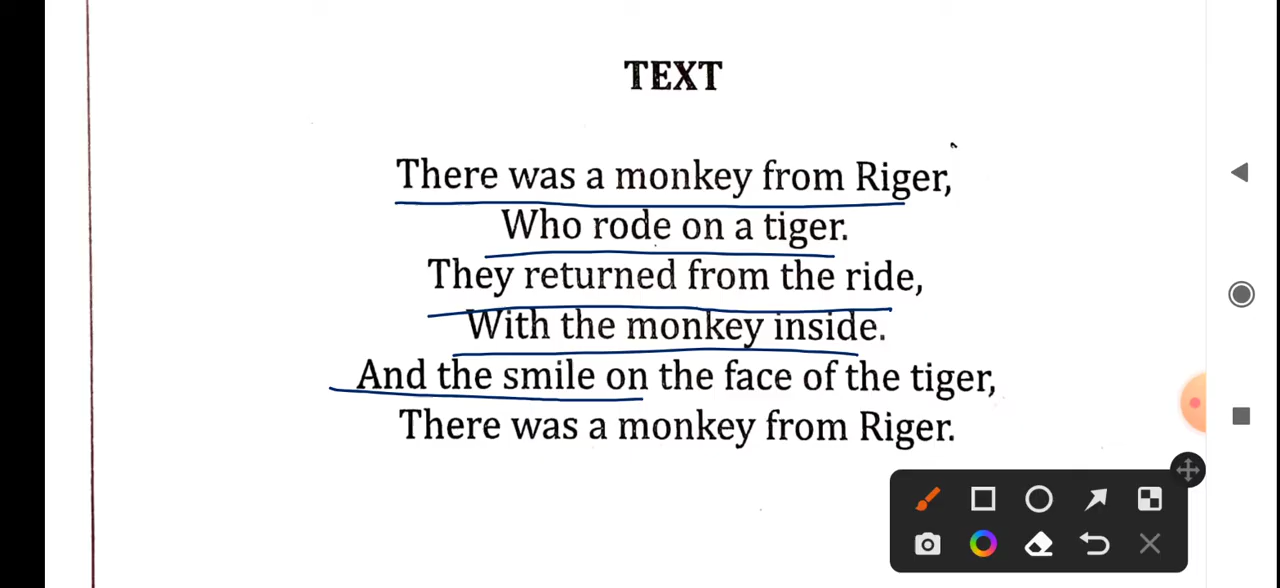 TEXT
There was a monkey from Riger,
Who rode on a tiger.
They returned from the ride,
With the monkey inside.
And the smile on the face of the tiger,
There was a monkey from Riger.